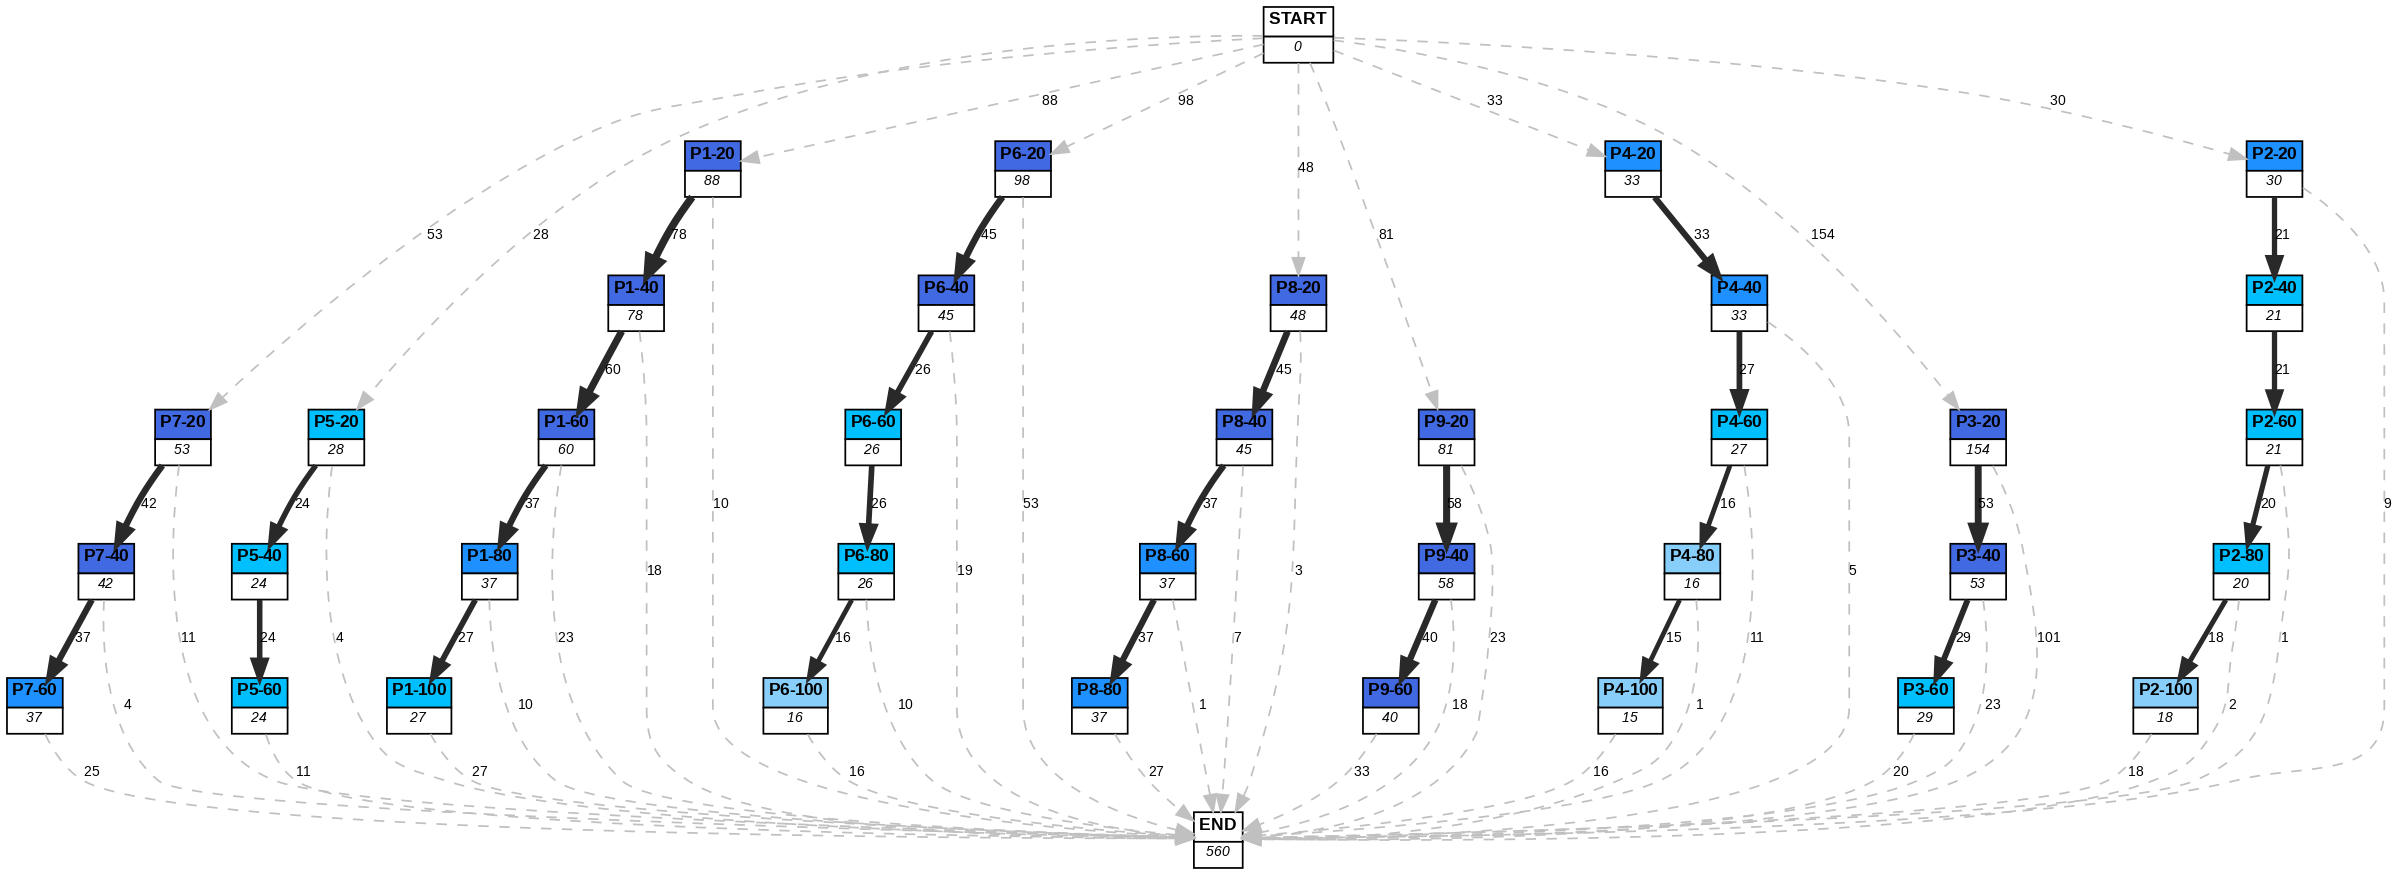 START
0
88
98
33
30
P1-20
88
P6-20
98
P4-20
33
P2-20
30
48
53
28
78
45
81
33
154
21
P1-40
78
P6-40
45
P8-20
48
P4-40
33
P2-40
21
60
26
45
27
21
P7-20
53
P5-20
28
P1-60
60
P6-60
26
P8-40
45
P9-20
81
P4-60
27
P3-20
154
P2-60
21
42
24
37
10
26
53
37
58
16
53
20
9
P7-40
42
P5-40
24
P1-80
37
18
P6-80
26
19
P8-60
37
3
P9-40
58
P4-80
16
5
P3-40
53
P2-80
20
37
11
24
4
27
23
16
37
7
40
23
15
11
29
101
18
1
P7-60
37
4
P5-60
24
P1-100
27
10
P6-100
16
10
P8-80
37
1
P9-60
40
18
P4-100
15
1
P3-60
29
23
P2-100
18
2
25
11
27
16
27
33
16
20
18
END
560